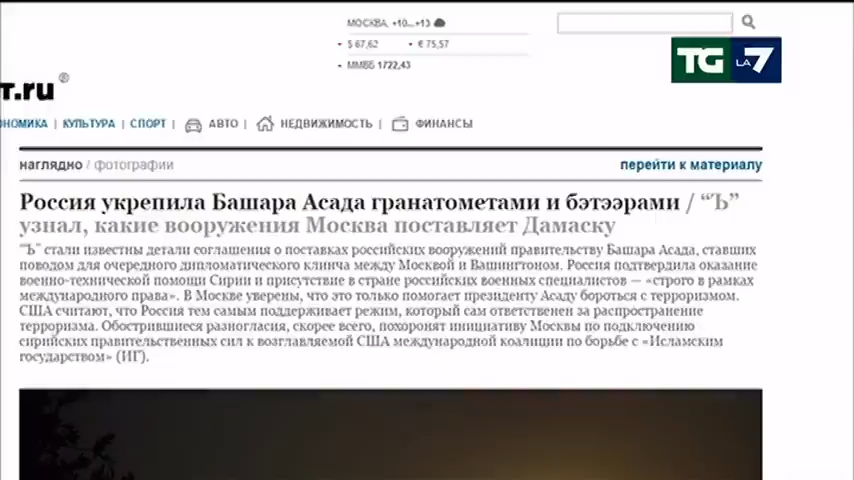 МОСКВА, +10...+13
$ 67,62 € 75,57
ММВБ 1722,43
TG LA 7
т.ru ®
ОНОМИКА | КУЛЬТУРА | СПОРТ | АВТО | НЕДВИЖИМОСТЬ | ФИНАНСЫ
наглядно / фотографии
перейти к материалу
Россия укрепила Башара Асада гранатометами и бэтээрами / “Ъ”
узнал, какие вооружения Москва поставляет Дамаску
“Ъ” стали известны детали соглашения о поставках российских вооружений правительству Башара Асада, ставших
поводом для очередного дипломатического клинча между Москвой и Вашингтоном. Россия подтвердила оказание
военно-технической помощи Сирии и присутствие в стране российских военных специалистов — «строго в рамках
международного права». В Москве уверены, что это только помогает президенту Асаду бороться с терроризмом.
США считают, что Россия тем самым поддерживает режим, который сам ответственен за распространение
терроризма. Обострившиеся разногласия, скорее всего, похоронят инициативу Москвы по подключению
сирийских правительственных сил к возглавляемой США международной коалиции по борьбе с «Исламским
государством» (ИГ).